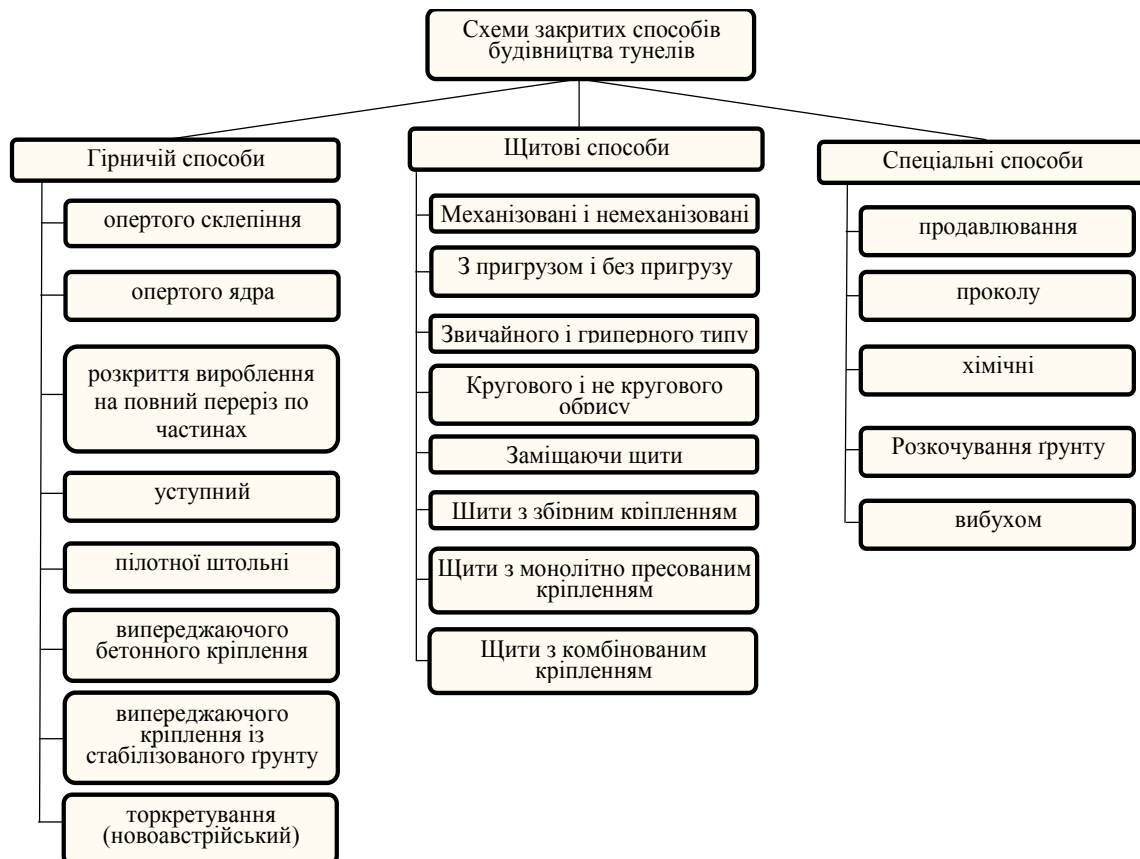 Схеми закритих способів
будівництва тунелів
Гірничій способи
опертого склепіння
опертого ядра
розкриття вироблення
на повний переріз по
частинах
уступний
пілотної штольні
випереджаючого
бетонного кріплення
випереджаючого
кріплення із
стабілізованого ґрунту
торкретування
(новоавстрійський)
Щитові способи
Механізовані і немеханізовані
З пригрузом і без пригрузу
Звичайного і гриперного типу
Кругового і не кругового
обрису
Заміщаючи щити
Щити з збірним кріпленням
Щити з монолітно пресованим
кріпленням
Щити з комбінованим
кріпленням
Спеціальні способи
продавлювання
проколу
хімічні
Розкочування ґрунту
вибухом